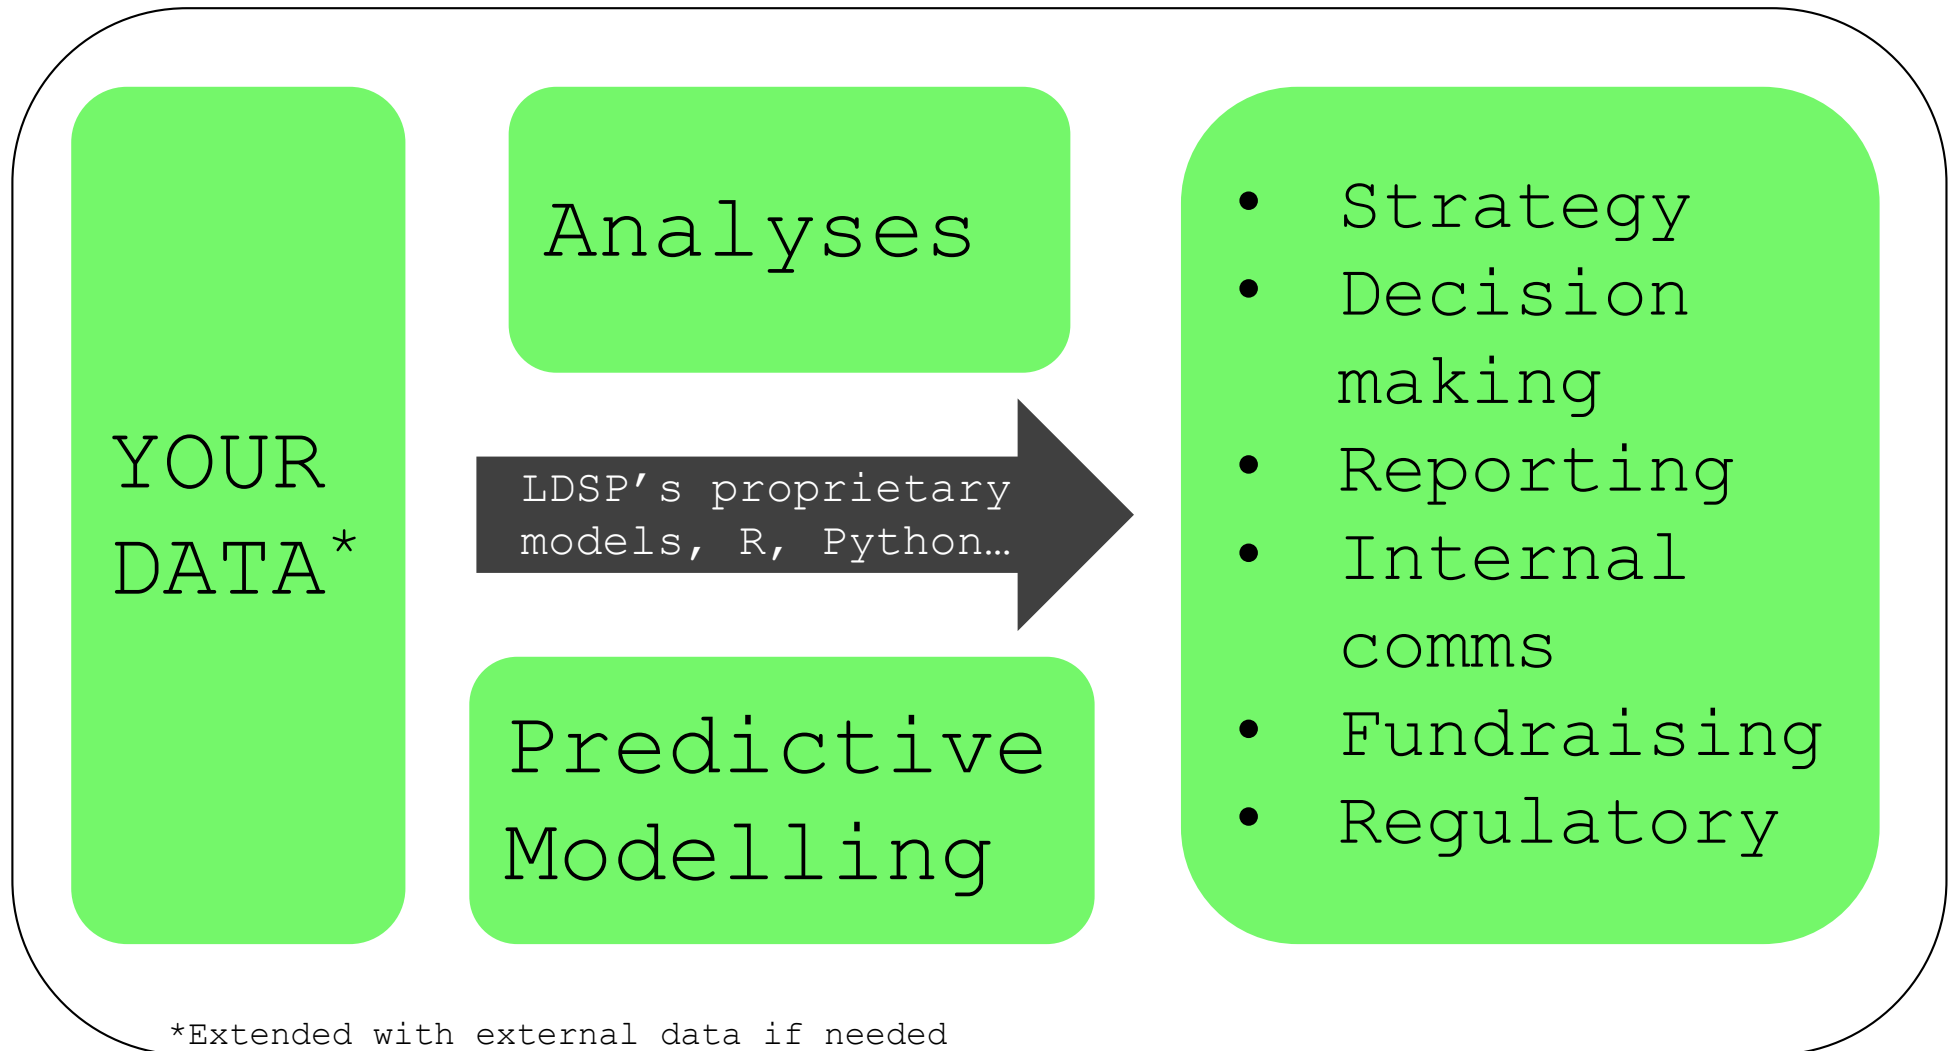 YOUR
DATA*
Analyses
LDSP’s proprietary
models, R, Python…
Predictive
Modelling
• Strategy
• Decision
making
• Reporting
• Internal
comms
• Fundraising
• Regulatory
*Extended with external data if needed